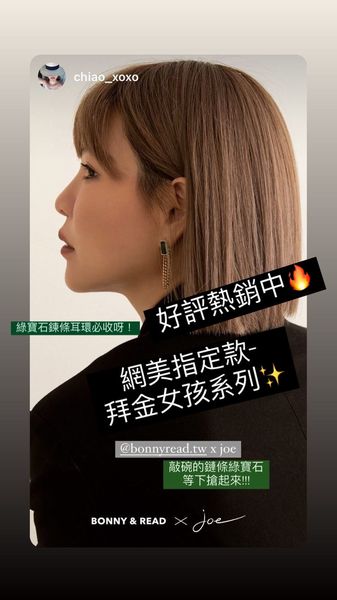 chiao_xoxo
好評熱銷中🔥
綠寶石鍊條耳環必收呀！
網美指定款-
拜金女孩系列✨
@bonnyread.tw x joe
敲碗的鏈條綠寶石
等下搶起來!!!
BONNY & READ × joe